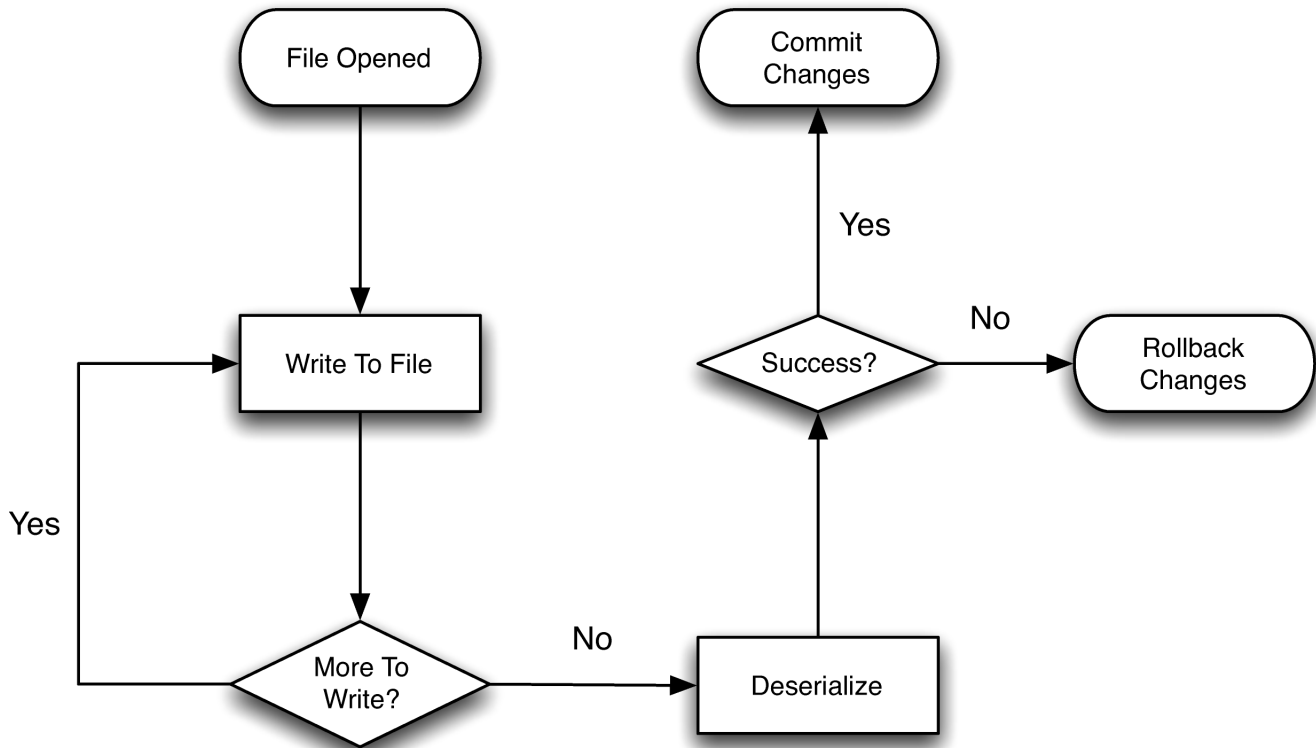 File Opened
Write To File
Yes
More To
Write?
No
Deserialize
Success?
Yes
Commit
Changes
No
Rollback
Changes